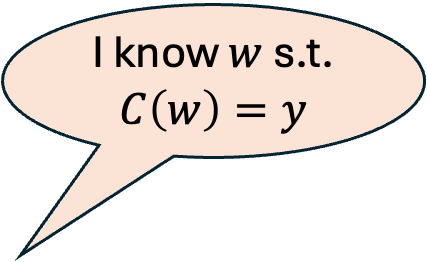 I know w s.t.
C(w) = y